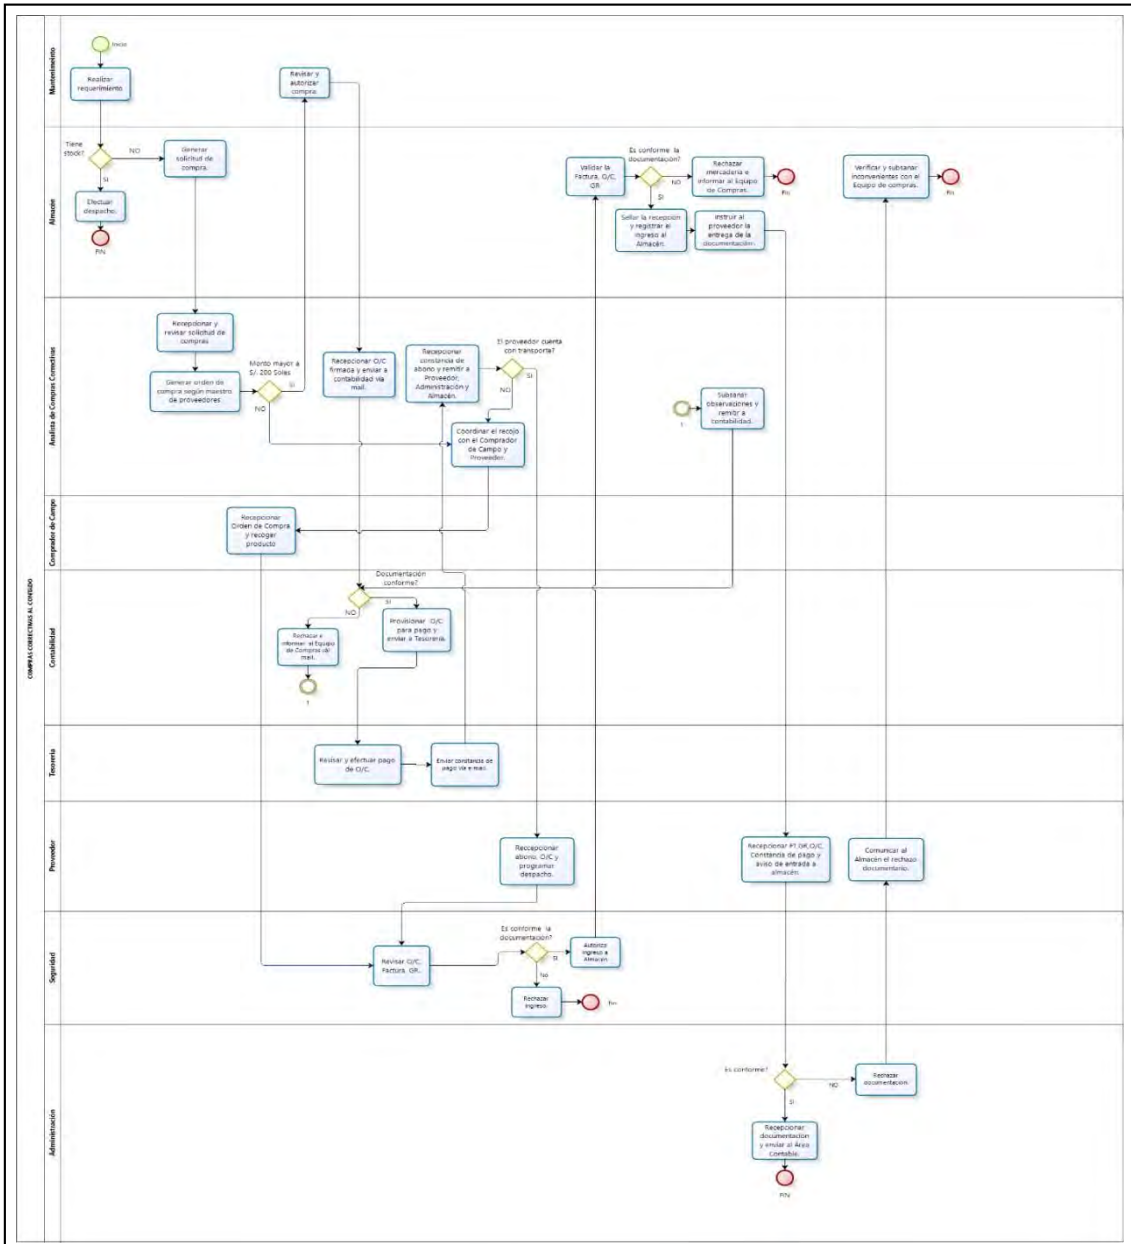 COMPRAS CORRECTIVAS AL CONTADO
Mantenimeinto
Inicio
Realizar
requerimiento
Revisar y
autorizar
compra.
Almacén
Tiene
stock?
NO
SI
Generar
solicitud de
compra.
Efectuar
despacho.
FIN
Validar la
Factura, O/C,
GR
Es conforme la
documentación?
NO
SI
Rechazar
mercadería e
informar al Equipo
de Compras.
Fin
Sellar la recepción
y registrar el
ingreso al
Almacén.
Instruir al
proveedor la
entrega de la
documentación.
Verificar y subsanar
inconvenientes con el
Equipo de compras.
Fin
Analista de Compras Correctivas
Recepcionar y
revisar solicitud de
compras
Generar orden de
compra según maestro
de proveedores
Monto mayor a
S/. 200 Soles
SI
NO
Recepcionar O/C
firmada y enviar a
contabilidad vía
mail.
Recepcionar
constancia de
abono y remitir a
Proveedor,
Administración y
Almacén.
El proveedor cuenta
con transporta?
SI
NO
Coordinar el recojo
con el Comprador
de Campo y
Proveedor.
Subsanar
observaciones y
remitir a
contabilidad.
Comprador de Campo
Recepcionar
Orden de Compra
y recoger
producto
Contabilidad
Documentación
conforme?
NO
SI
Rechazar e
informar al Equipo
de Compras vía
mail.
Provisionar O/C
para pago y
enviar a Tesorería.
Tesorería
Revisar y efectuar pago
de O/C.
Enviar constancia de
pago vía e-mail.
Proveedor
Reccepcionar
abono, O/C y
programar
despacho.
Recepcionar FT,GR,O/C,
Constancia de pago y
aviso de entrada a
almacén.
Comunicar al
Almacén el rechazo
documentario.
Seguridad
Revisar O/C,
Factura, GR.
Es conforme la
documentación?
SI
No
Autoriza
ingreso a
Almacén
Rechazar
ingreso.
Fin
Administración
Es conforme?
NO
SI
Rechazar
documentación
Recepcionar
documentación
y enviar al Área
Contable.
FIN